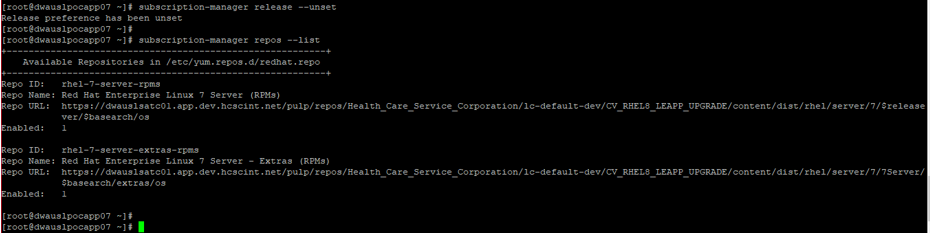 [root@dwauslpocapp07 ~]# subscription-manager release --unset
Release preference has been unset
[root@dwauslpocapp07 ~]#
[root@dwauslpocapp07 ~]# subscription-manager repos --list
+----------------------------------------------------------+
    Available Repositories in /etc/yum.repos.d/redhat.repo
+----------------------------------------------------------+
Repo ID:   rhel-7-server-rpms
Repo Name: Red Hat Enterprise Linux 7 Server (RPMs)
Repo URL:  https://dwauslsatc01.app.dev.hcscint.net/pulp/repos/Health_Care_Service_Corporation/lc-default-dev/CV_RHEL8_LEAPP_UPGRADE/content/dist/rhel/server/7/$release
           ver/$basearch/os
Enabled:   1

Repo ID:   rhel-7-server-extras-rpms
Repo Name: Red Hat Enterprise Linux 7 Server - Extras (RPMs)
Repo URL:  https://dwauslsatc01.app.dev.hcscint.net/pulp/repos/Health_Care_Service_Corporation/lc-default-dev/CV_RHEL8_LEAPP_UPGRADE/content/dist/rhel/server/7/7Server/
           $basearch/extras/os
Enabled:   1

[root@dwauslpocapp07 ~]#
[root@dwauslpocapp07 ~]#